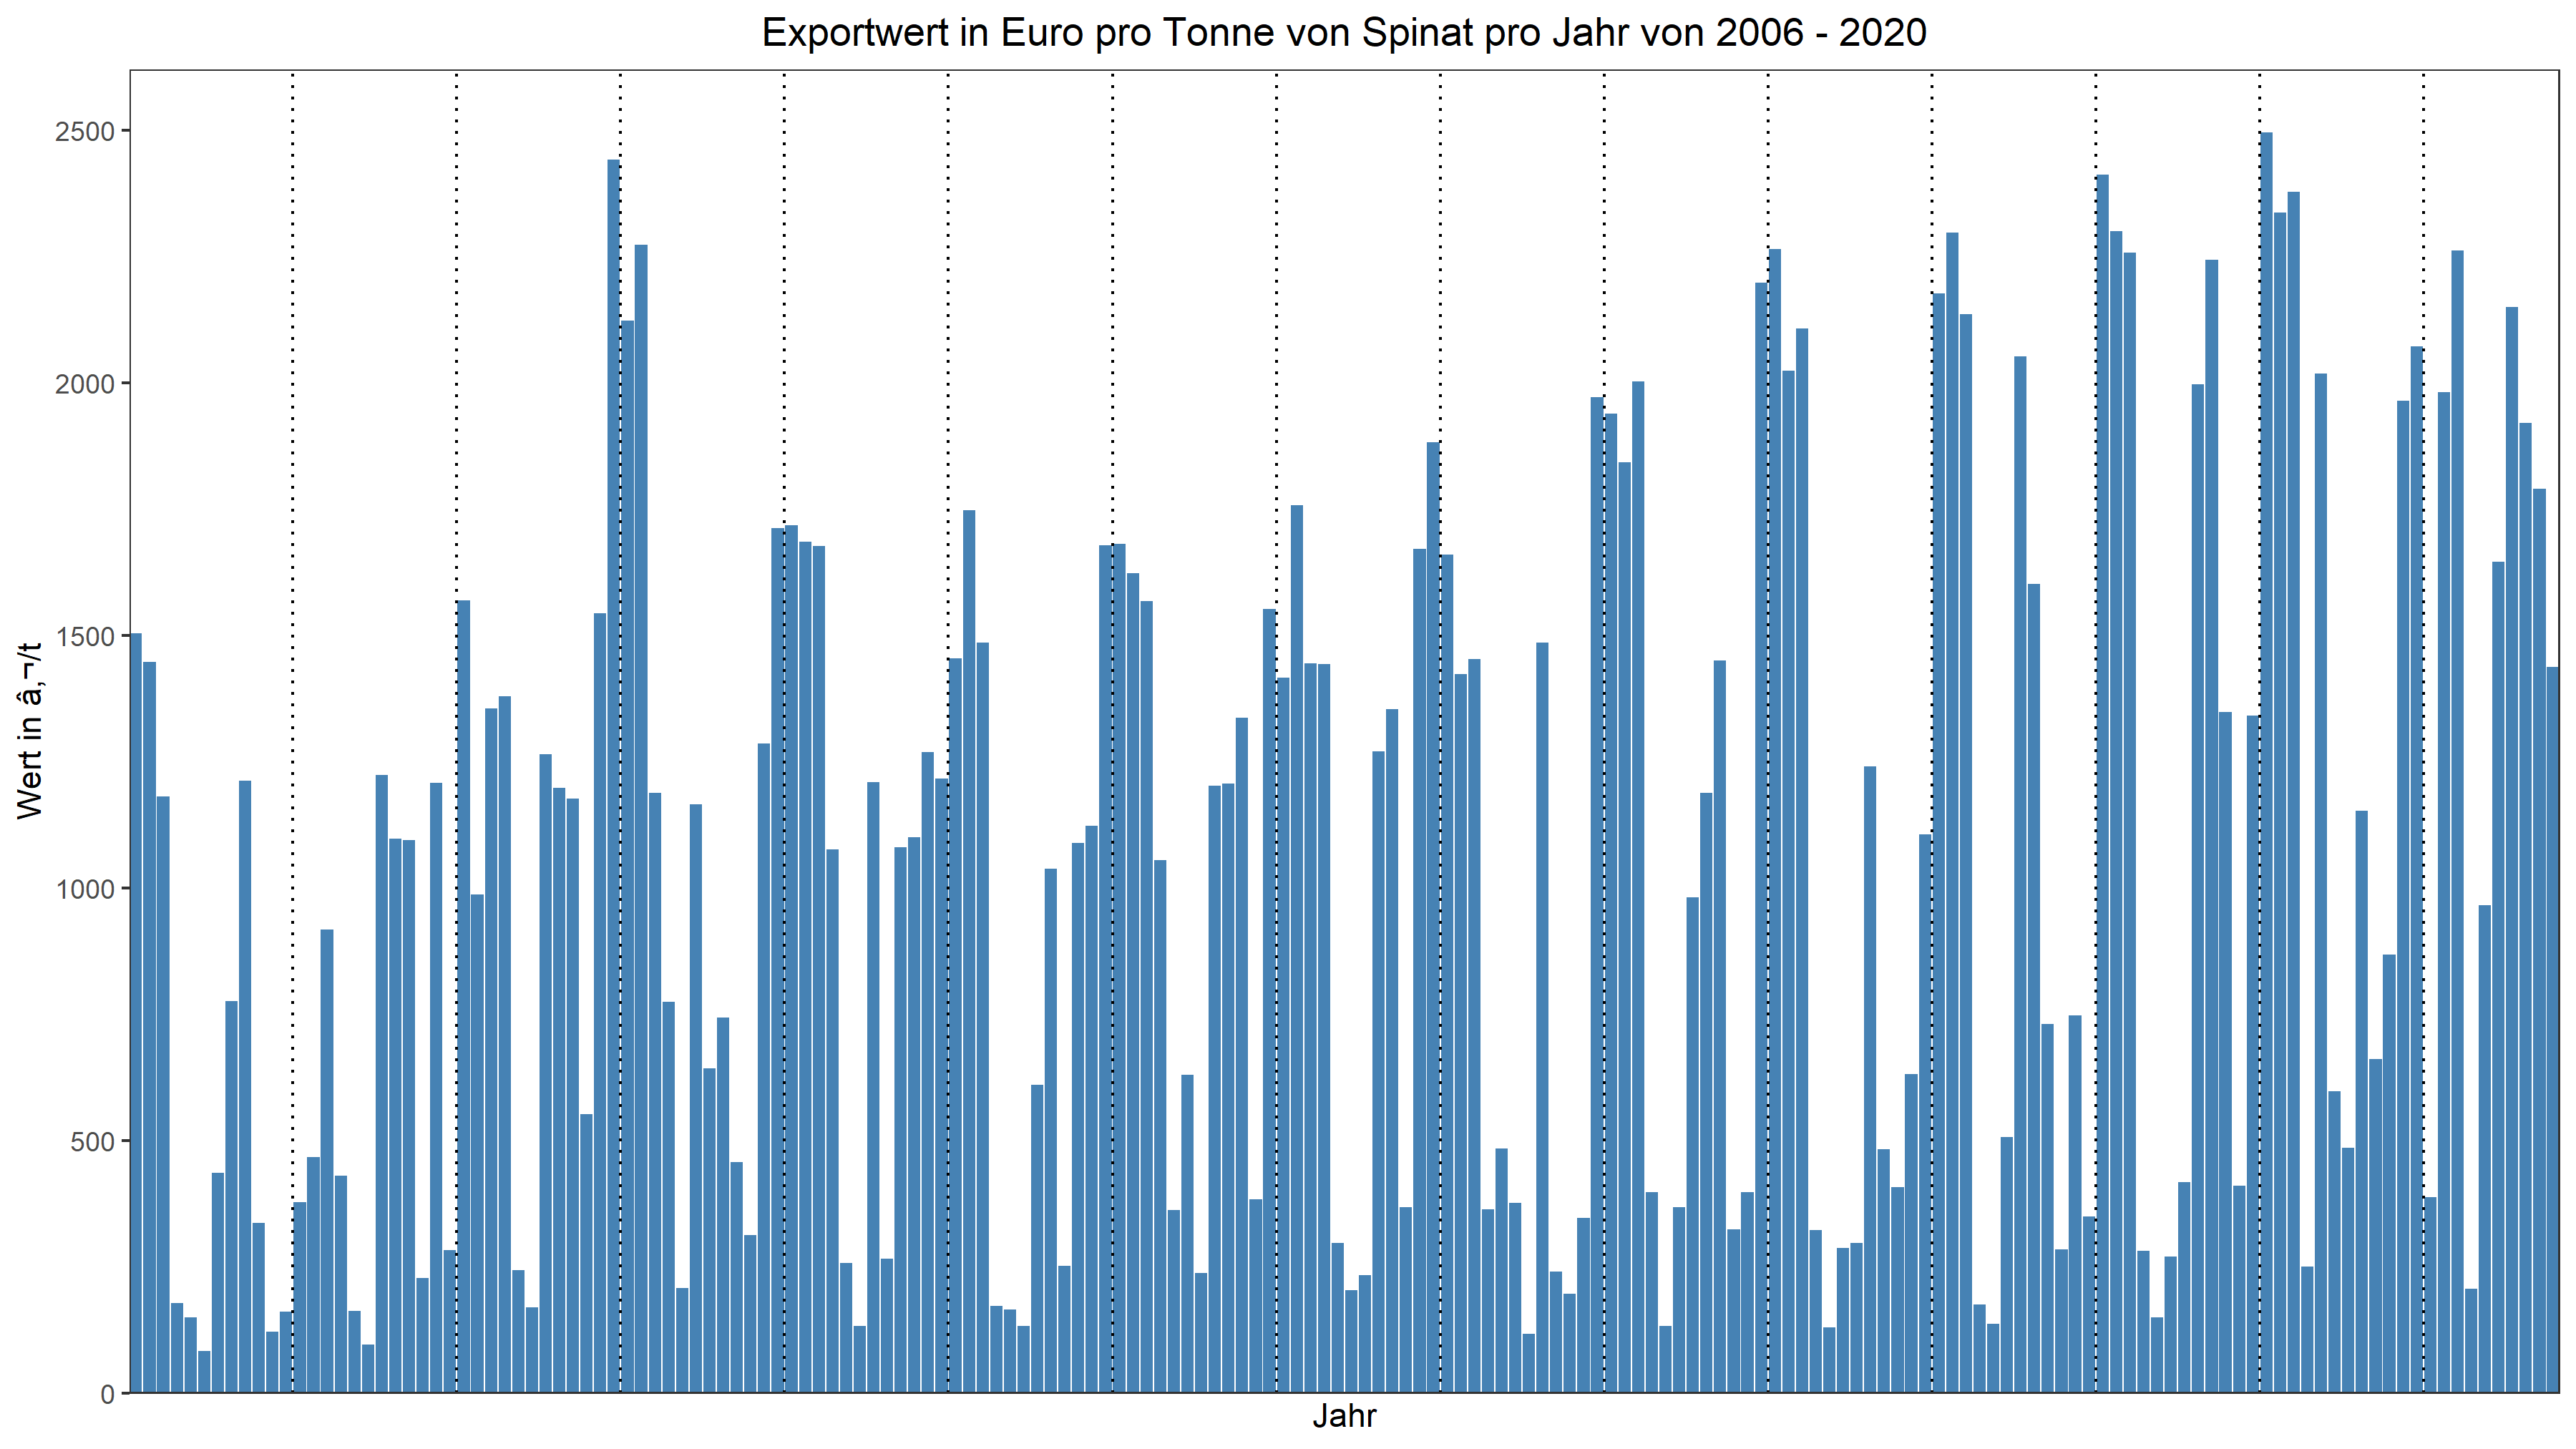 Exportwert in Euro pro Tonne von Spinat pro Jahr von 2006 - 2020
Wert in â‚¬/t
2500
2000
1500
1000
500
0
Jahr